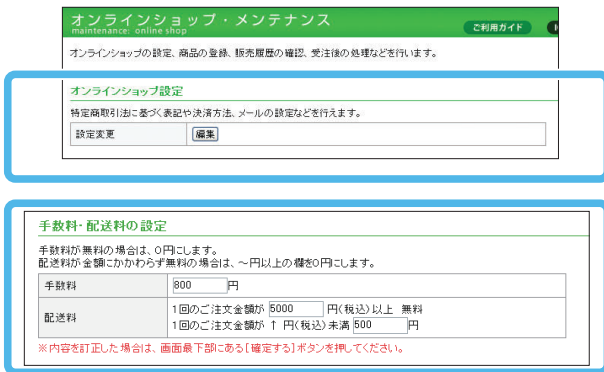 オンラインショップ・メンテナンス
maintenance: online shop
ご利用ガイド
オンラインショップの設定、商品の登録、販売履歴の確認、受注後の処理などを行います。
オンラインショップ設定
特定商取引法に基づく表記や決済方法、メールの設定などを行えます。
設定変更 編集
手数料・配送料の設定
手数料が無料の場合は、0円にします。
配送料が金額にかかわらず無料の場合は、~円以上の欄を0円にします。
手数料 800 円
配送料 1回のご注文金額が 5000 円(税込)以上 無料
1回のご注文金額が ↑ 円(税込)未満 500 円
※内容を訂正した場合は、画面最下部にある[確定する]ボタンを押してください。